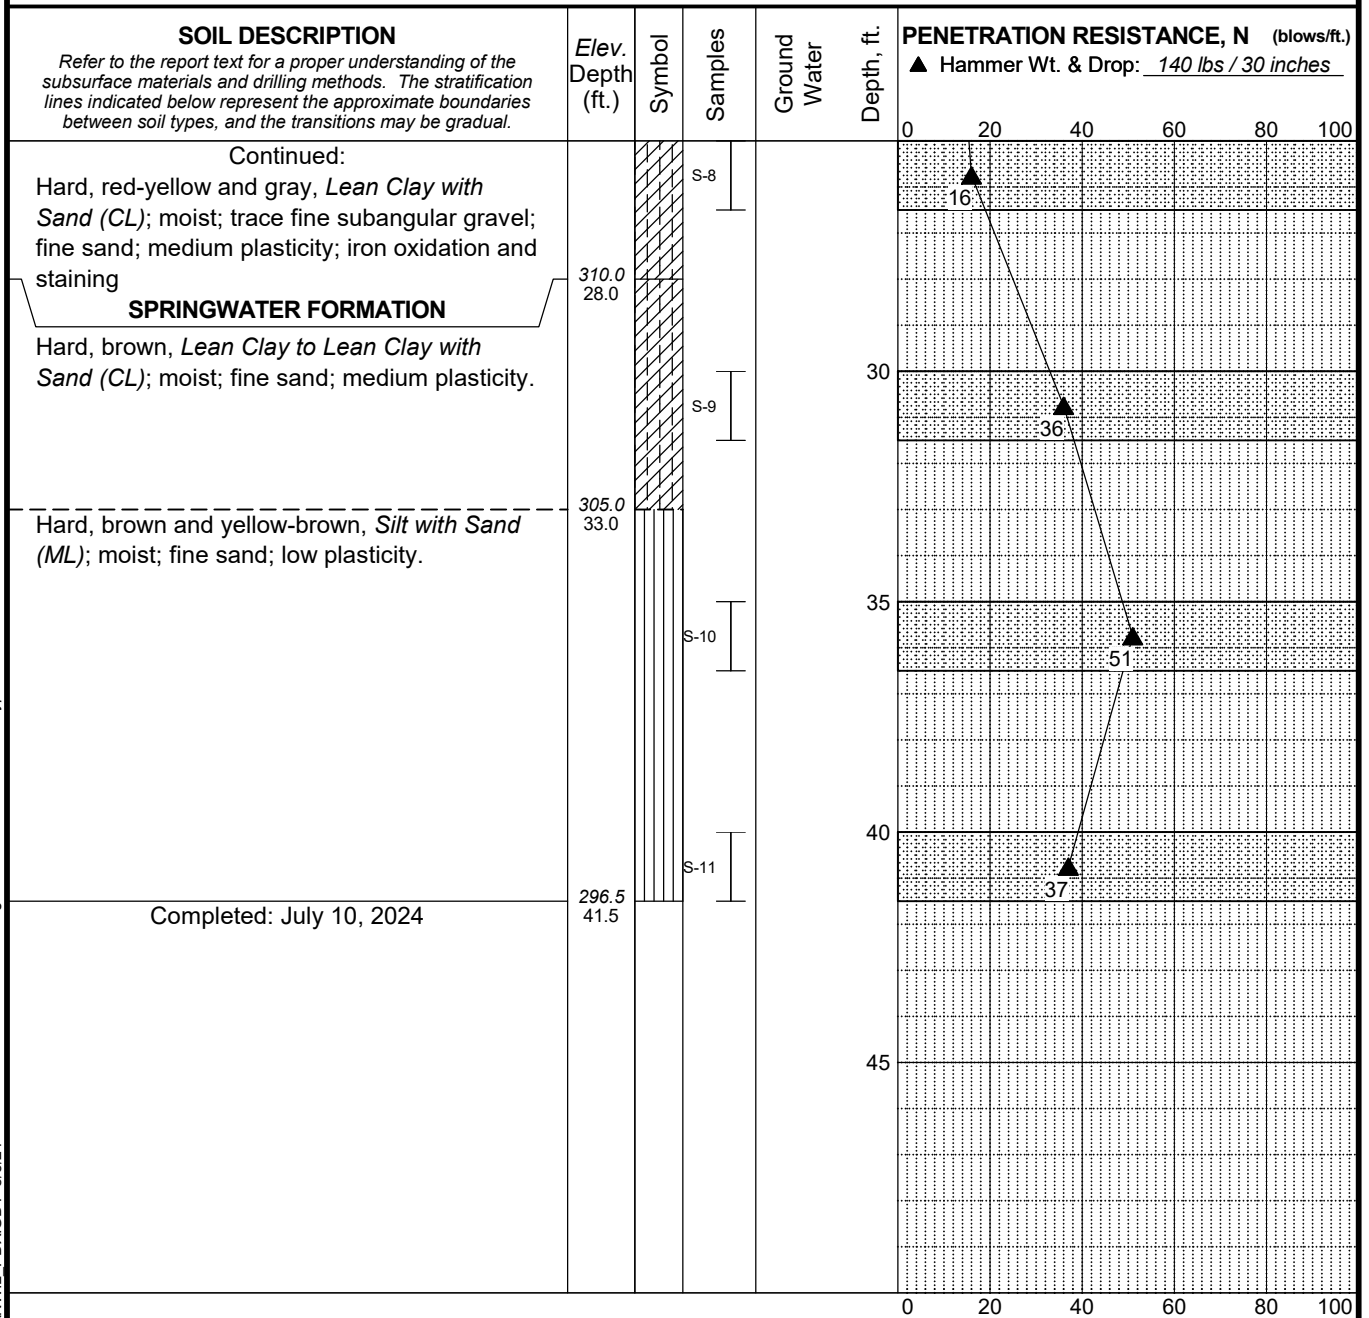 SOIL DESCRIPTION
Refer to the report text for a proper understanding of the
subsurface materials and drilling methods. The stratification
lines indicated below represent the approximate boundaries
between soil types, and the transitions may be gradual.
Elev.
Depth
(ft.)
Symbol
Samples
Ground
Water
Depth, ft.
PENETRATION RESISTANCE, N (blows/ft.)
▲ Hammer Wt. & Drop: 140 lbs / 30 inches
0 20 40 60 80 100
Continued:
Hard, red-yellow and gray, Lean Clay with
Sand (CL); moist; trace fine subangular gravel;
fine sand; medium plasticity; iron oxidation and
staining
310.0
28.0
SPRINGWATER FORMATION
Hard, brown, Lean Clay to Lean Clay with
Sand (CL); moist; fine sand; medium plasticity.
305.0
33.0
Hard, brown and yellow-brown, Silt with Sand
(ML); moist; fine sand; low plasticity.
296.5
41.5
Completed: July 10, 2024
S-8
S-9
S-10
S-11
30
35
40
45
16
36
51
37
0 20 40 60 80 100